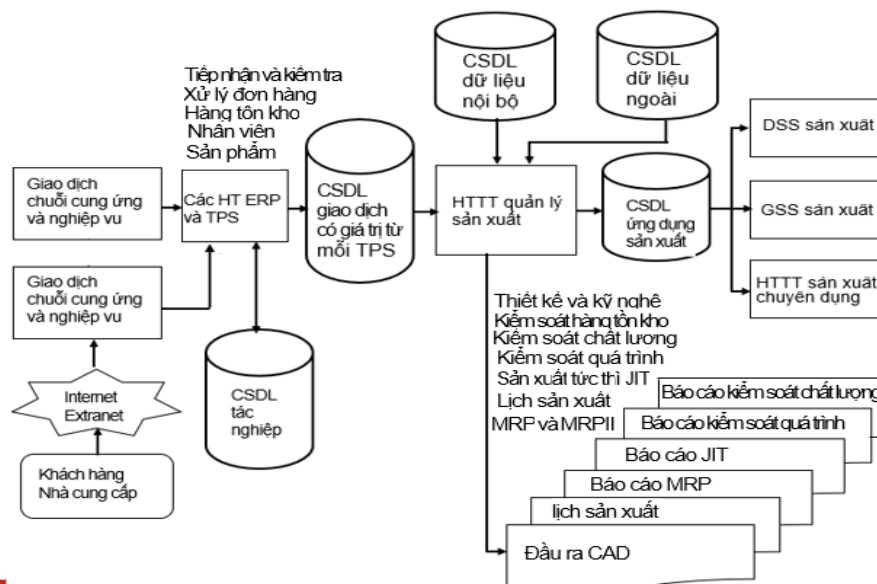 Tiếp nhận và kiểm tra
Xử lý đơn hàng
Hàng tồn kho
Nhân viên
Sản phẩm
Giao dịch
chuỗi cung ứng
và nghiệp vu
Giao dịch
chuỗi cung ứng
và nghiệp vu
Internet
Extranet
Khách hàng
Nhà cung cấp
Các HT ERP
và TPS
CSDL
tác
nghiệp
CSDL
giao dịch
có giá trị từ
mỗi TPS
CSDL
dữ liệu
nội bộ
CSDL
dữ liệu
ngoài
HTTT quản lý
sản xuất
CSDL
ứng dụng
sản xuất
DSS sản xuất
GSS sản xuất
HTTT sản xuất
chuyên dụng
Thiết kế và kỹ nghệ
Kiểm soát hàng tồn kho
Kiểm soát chất lượng
Kiểm soát quá trình
Sản xuất tức thì JIT
Lịch sản xuất
MRP và MRPII
Báo cáo kiểm soát chất lượng
Báo cáo kiểm soát quá trình
Báo cáo JIT
Báo cáo MRP
lịch sản xuất
Đầu ra CAD